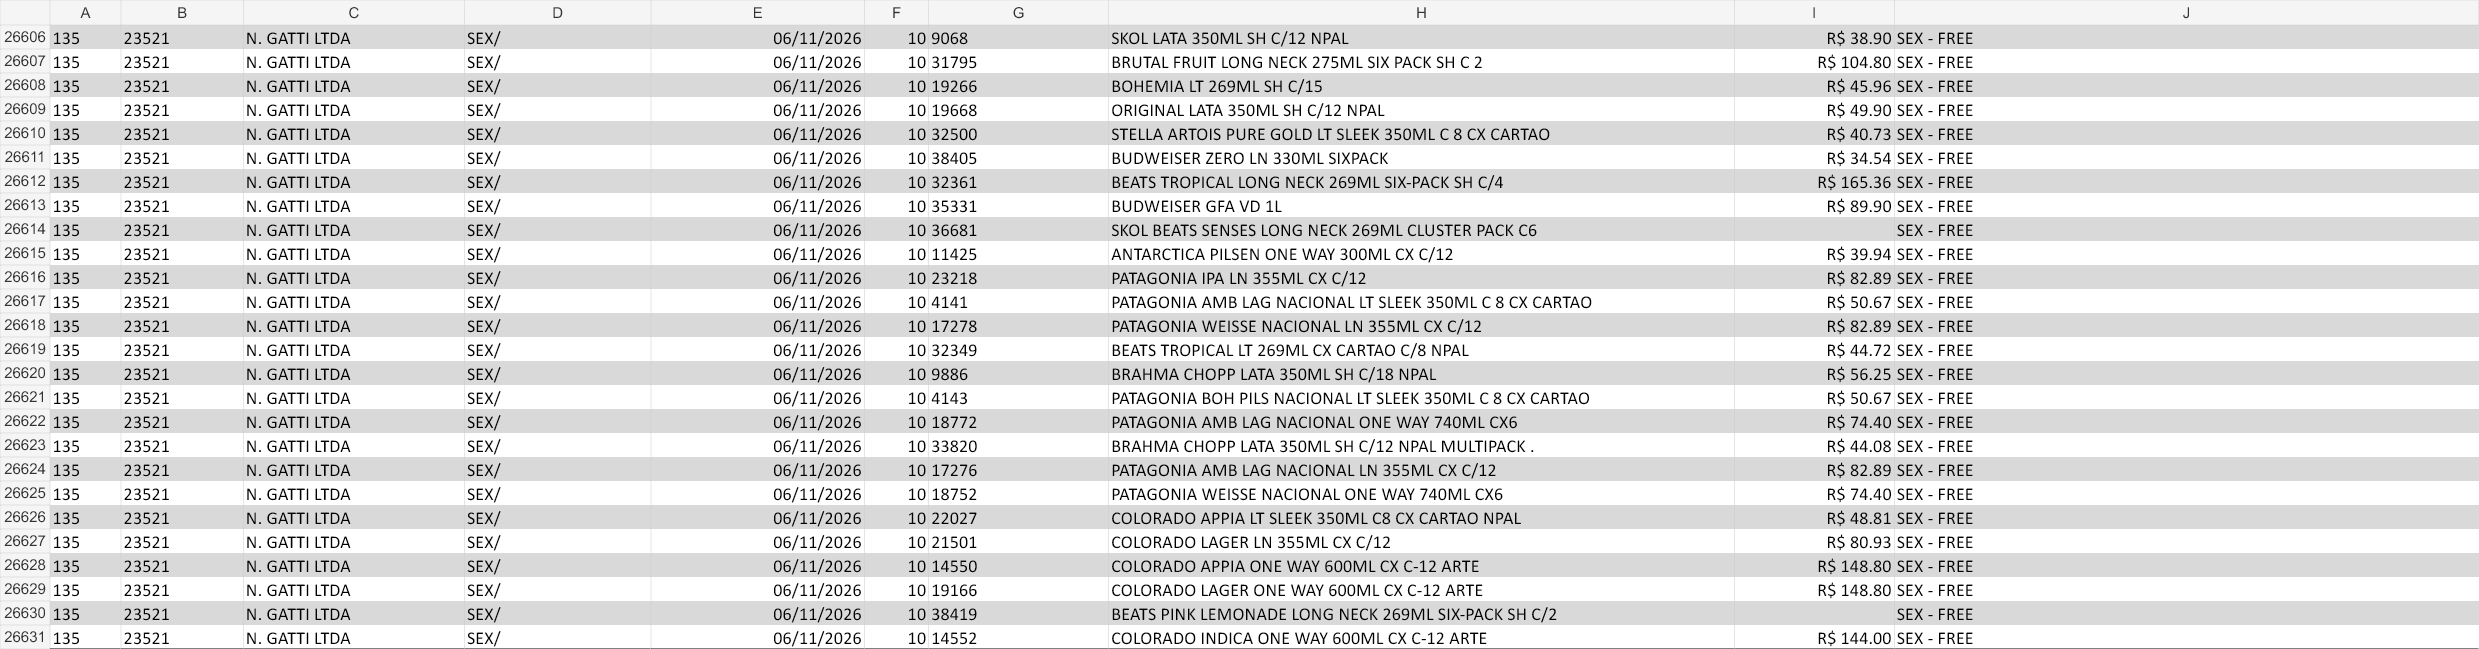 A B C D E F G H I J
26606 135 23521 N. GATTI LTDA SEX/ 06/11/2026 10 9068 SKOL LATA 350ML SH C/12 NPAL R$ 38.90 SEX - FREE
26607 135 23521 N. GATTI LTDA SEX/ 06/11/2026 10 31795 BRUTAL FRUIT LONG NECK 275ML SIX PACK SH C 2 R$ 104.80 SEX - FREE
26608 135 23521 N. GATTI LTDA SEX/ 06/11/2026 10 19266 BOHEMIA LT 269ML SH C/15 R$ 45.96 SEX - FREE
26609 135 23521 N. GATTI LTDA SEX/ 06/11/2026 10 19668 ORIGINAL LATA 350ML SH C/12 NPAL R$ 49.90 SEX - FREE
26610 135 23521 N. GATTI LTDA SEX/ 06/11/2026 10 32500 STELLA ARTOIS PURE GOLD LT SLEEK 350ML C 8 CX CARTAO R$ 40.73 SEX - FREE
26611 135 23521 N. GATTI LTDA SEX/ 06/11/2026 10 38405 BUDWEISER ZERO LN 330ML SIXPACK R$ 34.54 SEX - FREE
26612 135 23521 N. GATTI LTDA SEX/ 06/11/2026 10 32361 BEATS TROPICAL LONG NECK 269ML SIX-PACK SH C/4 R$ 165.36 SEX - FREE
26613 135 23521 N. GATTI LTDA SEX/ 06/11/2026 10 35331 BUDWEISER GFA VD 1L R$ 89.90 SEX - FREE
26614 135 23521 N. GATTI LTDA SEX/ 06/11/2026 10 36681 SKOL BEATS SENSES LONG NECK 269ML CLUSTER PACK C6 SEX - FREE
26615 135 23521 N. GATTI LTDA SEX/ 06/11/2026 10 11425 ANTARCTICA PILSEN ONE WAY 300ML CX C/12 R$ 39.94 SEX - FREE
26616 135 23521 N. GATTI LTDA SEX/ 06/11/2026 10 23218 PATAGONIA IPA LN 355ML CX C/12 R$ 82.89 SEX - FREE
26617 135 23521 N. GATTI LTDA SEX/ 06/11/2026 10 4141 PATAGONIA AMB LAG NACIONAL LT SLEEK 350ML C 8 CX CARTAO R$ 50.67 SEX - FREE
26618 135 23521 N. GATTI LTDA SEX/ 06/11/2026 10 17278 PATAGONIA WEISSE NACIONAL LN 355ML CX C/12 R$ 82.89 SEX - FREE
26619 135 23521 N. GATTI LTDA SEX/ 06/11/2026 10 32349 BEATS TROPICAL LT 269ML CX CARTAO C/8 NPAL R$ 44.72 SEX - FREE
26620 135 23521 N. GATTI LTDA SEX/ 06/11/2026 10 9886 BRAHMA CHOPP LATA 350ML SH C/18 NPAL R$ 56.25 SEX - FREE
26621 135 23521 N. GATTI LTDA SEX/ 06/11/2026 10 4143 PATAGONIA BOH PILS NACIONAL LT SLEEK 350ML C 8 CX CARTAO R$ 50.67 SEX - FREE
26622 135 23521 N. GATTI LTDA SEX/ 06/11/2026 10 18772 PATAGONIA AMB LAG NACIONAL ONE WAY 740ML CX6 R$ 74.40 SEX - FREE
26623 135 23521 N. GATTI LTDA SEX/ 06/11/2026 10 33820 BRAHMA CHOPP LATA 350ML SH C/12 NPAL MULTIPACK . R$ 44.08 SEX - FREE
26624 135 23521 N. GATTI LTDA SEX/ 06/11/2026 10 17276 PATAGONIA AMB LAG NACIONAL LN 355ML CX C/12 R$ 82.89 SEX - FREE
26625 135 23521 N. GATTI LTDA SEX/ 06/11/2026 10 18752 PATAGONIA WEISSE NACIONAL ONE WAY 740ML CX6 R$ 74.40 SEX - FREE
26626 135 23521 N. GATTI LTDA SEX/ 06/11/2026 10 22027 COLORADO APPIA LT SLEEK 350ML C8 CX CARTAO NPAL R$ 48.81 SEX - FREE
26627 135 23521 N. GATTI LTDA SEX/ 06/11/2026 10 21501 COLORADO LAGER LN 355ML CX C/12 R$ 80.93 SEX - FREE
26628 135 23521 N. GATTI LTDA SEX/ 06/11/2026 10 14550 COLORADO APPIA ONE WAY 600ML CX C-12 ARTE R$ 148.80 SEX - FREE
26629 135 23521 N. GATTI LTDA SEX/ 06/11/2026 10 19166 COLORADO LAGER ONE WAY 600ML CX C-12 ARTE R$ 148.80 SEX - FREE
26630 135 23521 N. GATTI LTDA SEX/ 06/11/2026 10 38419 BEATS PINK LEMONADE LONG NECK 269ML SIX-PACK SH C/2 SEX - FREE
26631 135 23521 N. GATTI LTDA SEX/ 06/11/2026 10 14552 COLORADO INDICA ONE WAY 600ML CX C-12 ARTE R$ 144.00 SEX - FREE